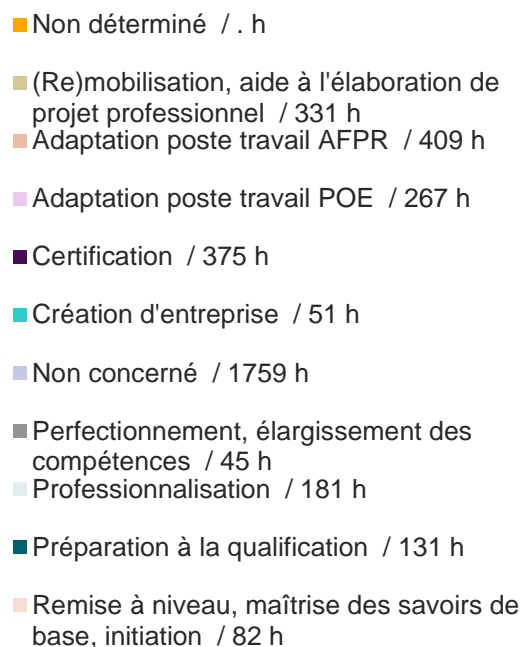 Non déterminé / . h
(Re)mobilisation, aide à l'élaboration de
projet professionnel / 331 h
Adaptation poste travail AFPR / 409 h
Adaptation poste travail POE / 267 h
Certification / 375 h
Création d'entreprise / 51 h
Non concerné / 1759 h
Perfectionnement, élargissement des
compétences / 45 h
Professionnalisation / 181 h
Préparation à la qualification / 131 h
Remise à niveau, maîtrise des savoirs de
base, initiation / 82 h